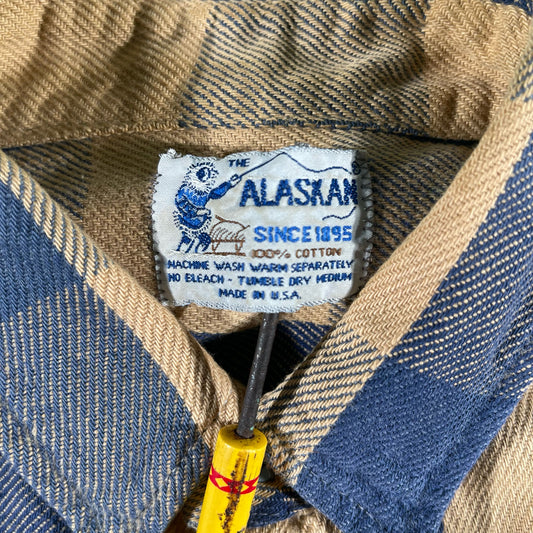 THE
ALASKAN
SINCE 1895
100% COTTON
MACHINE WASH WARM SEPARATELY
NO BLEACH - TUMBLE DRY MEDIUM
MADE IN U.S.A.